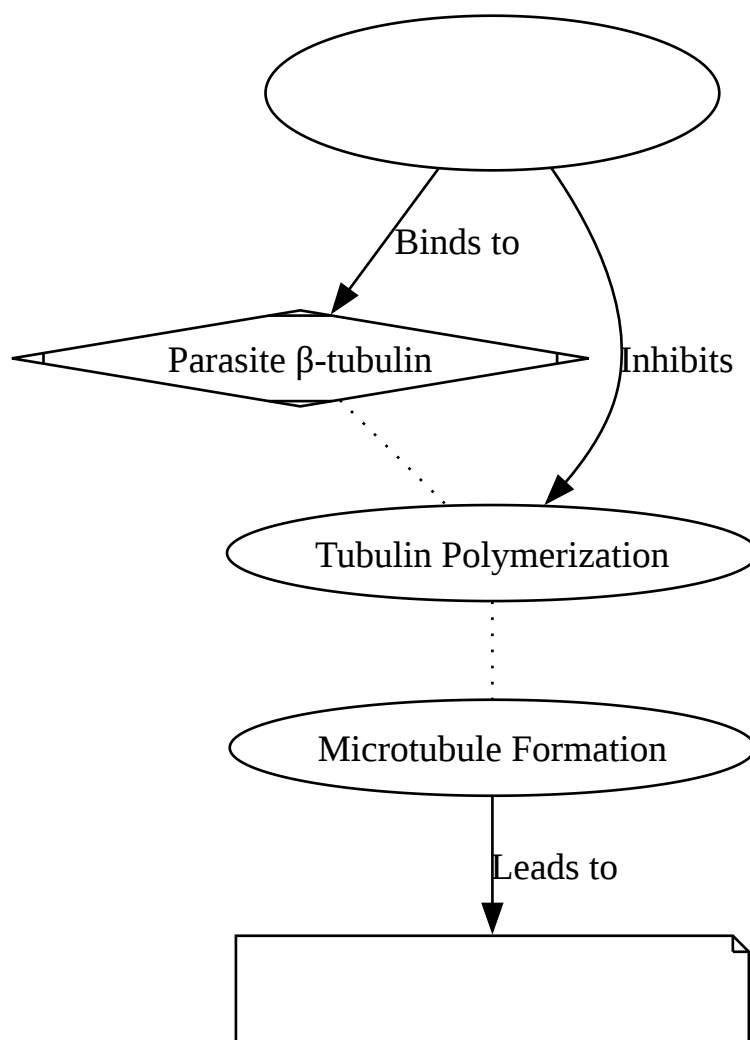 Binds to
Parasite β-tubulin
Inhibits
Tubulin Polymerization
Microtubule Formation
Leads to